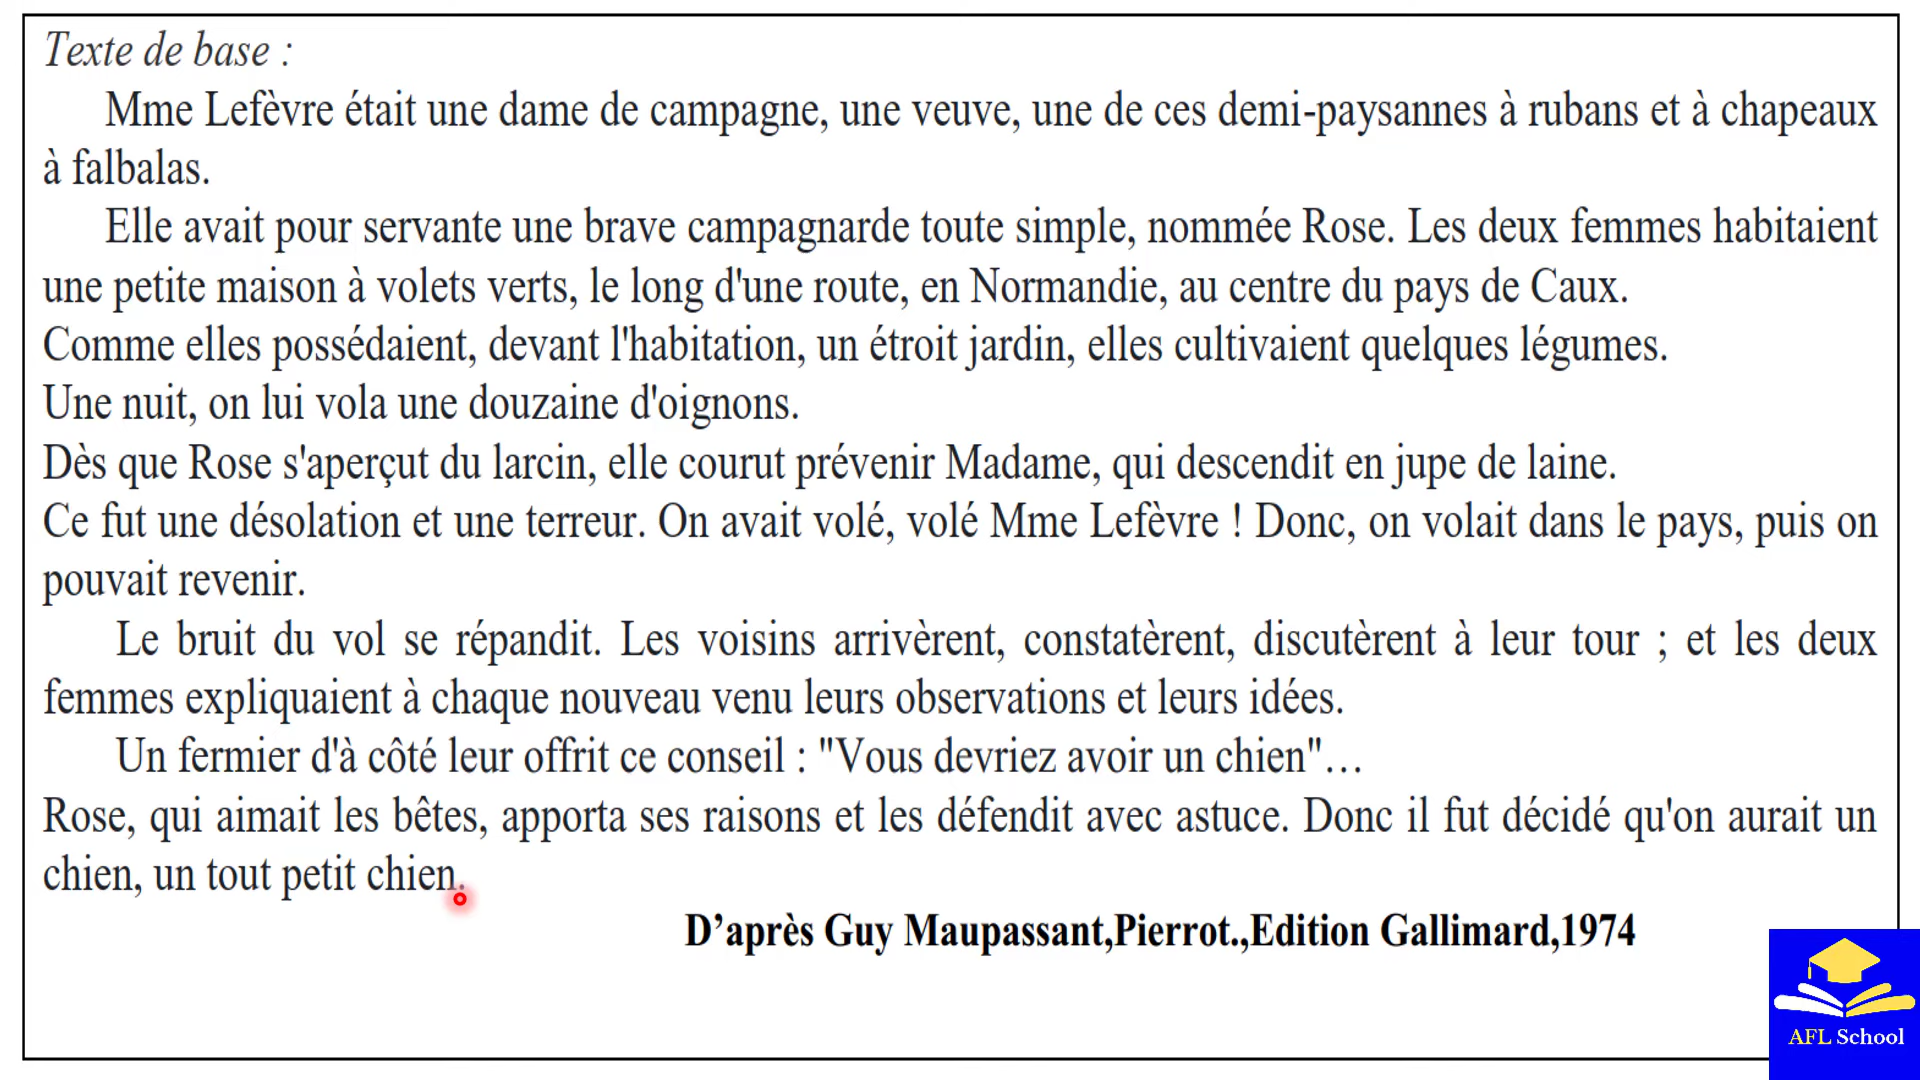 Texte de base :
Mme Lefèvre était une dame de campagne, une veuve, une de ces demi-paysannes à rubans et à chapeaux
à falbalas.
Elle avait pour servante une brave campagnarde toute simple, nommée Rose. Les deux femmes habitaient
une petite maison à volets verts, le long d'une route, en Normandie, au centre du pays de Caux.
Comme elles possédaient, devant l'habitation, un étroit jardin, elles cultivaient quelques légumes.
Une nuit, on lui vola une douzaine d'oignons.
Dès que Rose s'aperçut du larcin, elle courut prévenir Madame, qui descendit en jupe de laine.
Ce fut une désolation et une terreur. On avait volé, volé Mme Lefèvre ! Donc, on volait dans le pays, puis on
pouvait revenir.
Le bruit du vol se répandit. Les voisins arrivèrent, constatèrent, discutèrent à leur tour ; et les deux
femmes expliquaient à chaque nouveau venu leurs observations et leurs idées.
Un fermier d'à côté leur offrit ce conseil : "Vous devriez avoir un chien"…
Rose, qui aimait les bêtes, apporta ses raisons et les défendit avec astuce. Donc il fut décidé qu'on aurait un
chien, un tout petit chien.
D’après Guy Maupassant,Pierrot.,Edition Gallimard,1974
AFL School